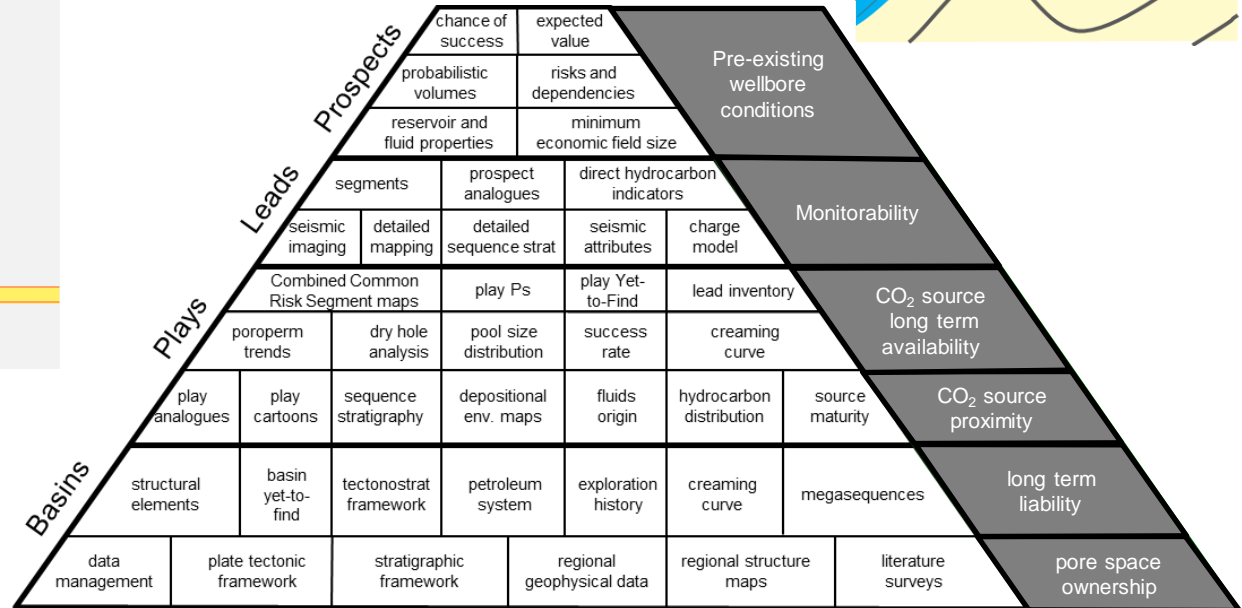 chance of
success
expected
value
probabilistic
volumes
risks and
dependencies
reservoir and
fluid properties
minimum
economic field size
Pre-existing
wellbore
conditions
Prospects
segments
prospect
analogues
direct hydrocarbon
indicators
seismic
imaging
detailed
mapping
detailed
sequence strat
seismic
attributes
charge
model
Monitorability
Leads
Combined Common
Risk Segment maps
play Ps
play Yet-
to-Find
lead inventory
poroperm
trends
dry hole
analysis
pool size
distribution
success
rate
creaming
curve
CO₂ source
long term
availability
play
analogues
play
cartoons
sequence
stratigraphy
depositional
env. maps
fluids
origin
hydrocarbon
distribution
source
maturity
CO₂ source
proximity
Plays
structural
elements
basin
yet-to-
find
tectonostrat
framework
petroleum
system
exploration
history
creaming
curve
megasequences
long term
liability
data
management
plate tectonic
framework
stratigraphic
framework
regional
geophysical data
regional structure
maps
literature
surveys
pore space
ownership
Basins